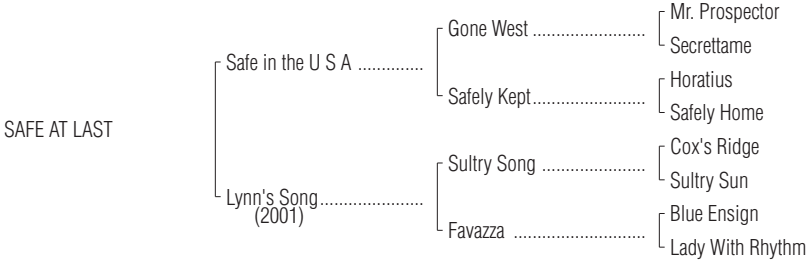 Mr. Prospector
Gone West ........................
Secrettame
Safe in the U S A ..............
Horatius
Safely Kept........................
Safely Home
SAFE AT LAST
Cox's Ridge
Sultry Song ......................
Sultry Sun
Lynn's Song......................
(2001)
Blue Ensign
Favazza ............................
Lady With Rhythm